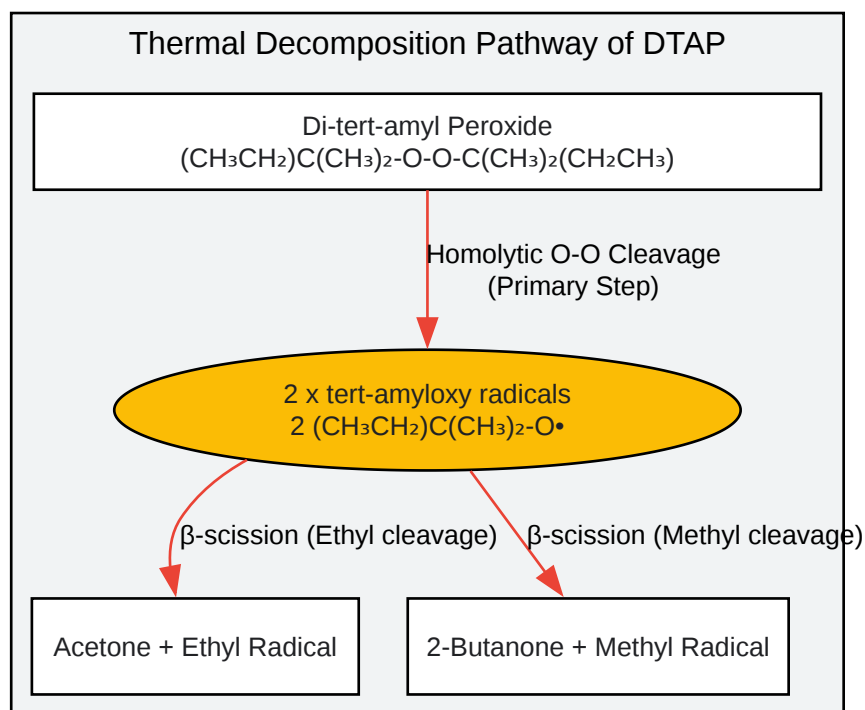 Thermal Decomposition Pathway of DTAP
Di-tert-amyl Peroxide
(CH₃CH₂)C(CH₃)₂-O-O-C(CH₃)₂(CH₂CH₃)
Homolytic O-O Cleavage
(Primary Step)
2 x tert-amyloxy radicals
2 (CH₃CH₂)C(CH₃)₂-O•
β-scission (Ethyl cleavage)
β-scission (Methyl cleavage)
Acetone + Ethyl Radical
2-Butanone + Methyl Radical